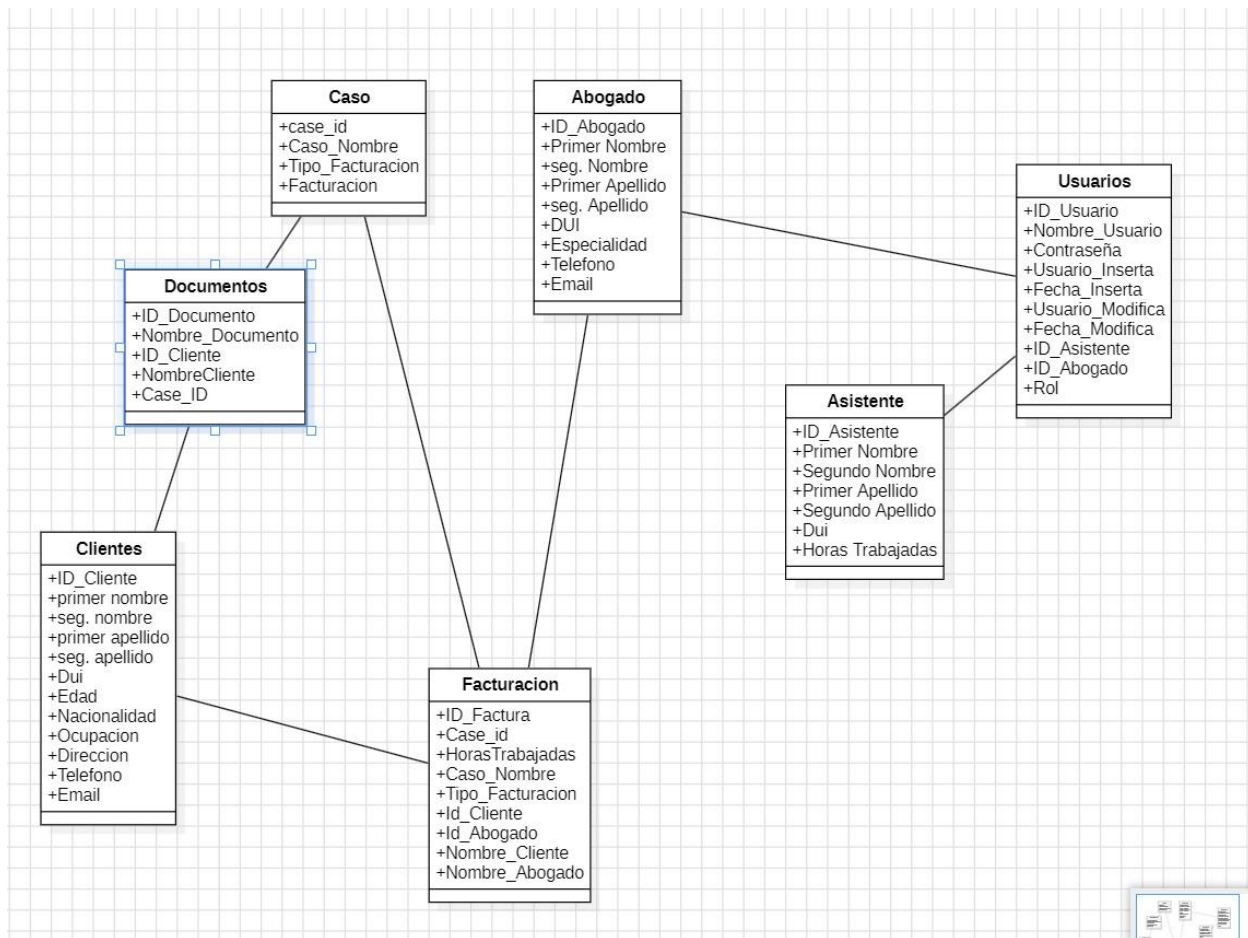 Caso
+case_id
+Caso_Nombre
+Tipo_Facturacion
+Facturacion
Abogado
+ID_Abogado
+Primer Nombre
+seg. Nombre
+Primer Apellido
+seg. Apellido
+DUI
+Especialidad
+Telefono
+Email
Usuarios
+ID_Usuario
+Nombre_Usuario
+Contraseña
+Usuario_Inserta
+Fecha_Inserta
+Usuario_Modifica
+Fecha_Modifica
+ID_Asistente
+ID_Abogado
+Rol
Documentos
+ID_Documento
+Nombre_Documento
+ID_Cliente
+NombreCliente
+Case_ID
Asistente
+ID_Asistente
+Primer Nombre
+Segundo Nombre
+Primer Apellido
+Segundo Apellido
+Dui
+Horas Trabajadas
Clientes
+ID_Cliente
+primer nombre
+seg. nombre
+primer apellido
+seg. apellido
+Dui
+Edad
+Nacionalidad
+Ocupacion
+Direccion
+Telefono
+Email
Facturacion
+ID_Factura
+Case_id
+HorasTrabajadas
+Caso_Nombre
+Tipo_Facturacion
+Id_Cliente
+Id_Abogado
+Nombre_Cliente
+Nombre_Abogado